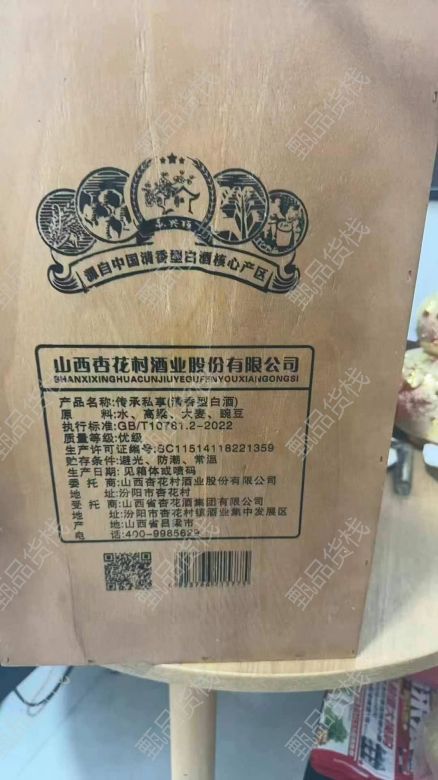 源自中国清香型白酒核心产区
山西杏花村酒业股份有限公司
SHANXIXINGHUACUNJIUYEGUFENYOUXIANGONGSI
产品名称:传承私享(清香型白酒)
原　料:水、高粱、大麦、豌豆
执行标准:GB/T10781.2-2022
质量等级:优级
生产许可证编号:SC11514118221359
贮存条件:避光、防潮、常温
生产日期:见箱体或喷码
委托商:山西杏花村酒业股份有限公司
地　址:汾阳市杏花村
受托商:山西省杏花酒集团有限公司
地　址:汾阳市杏花村镇酒业集中发展区
产　地:山西省吕梁市
电　话:400-9985629
甄品货栈